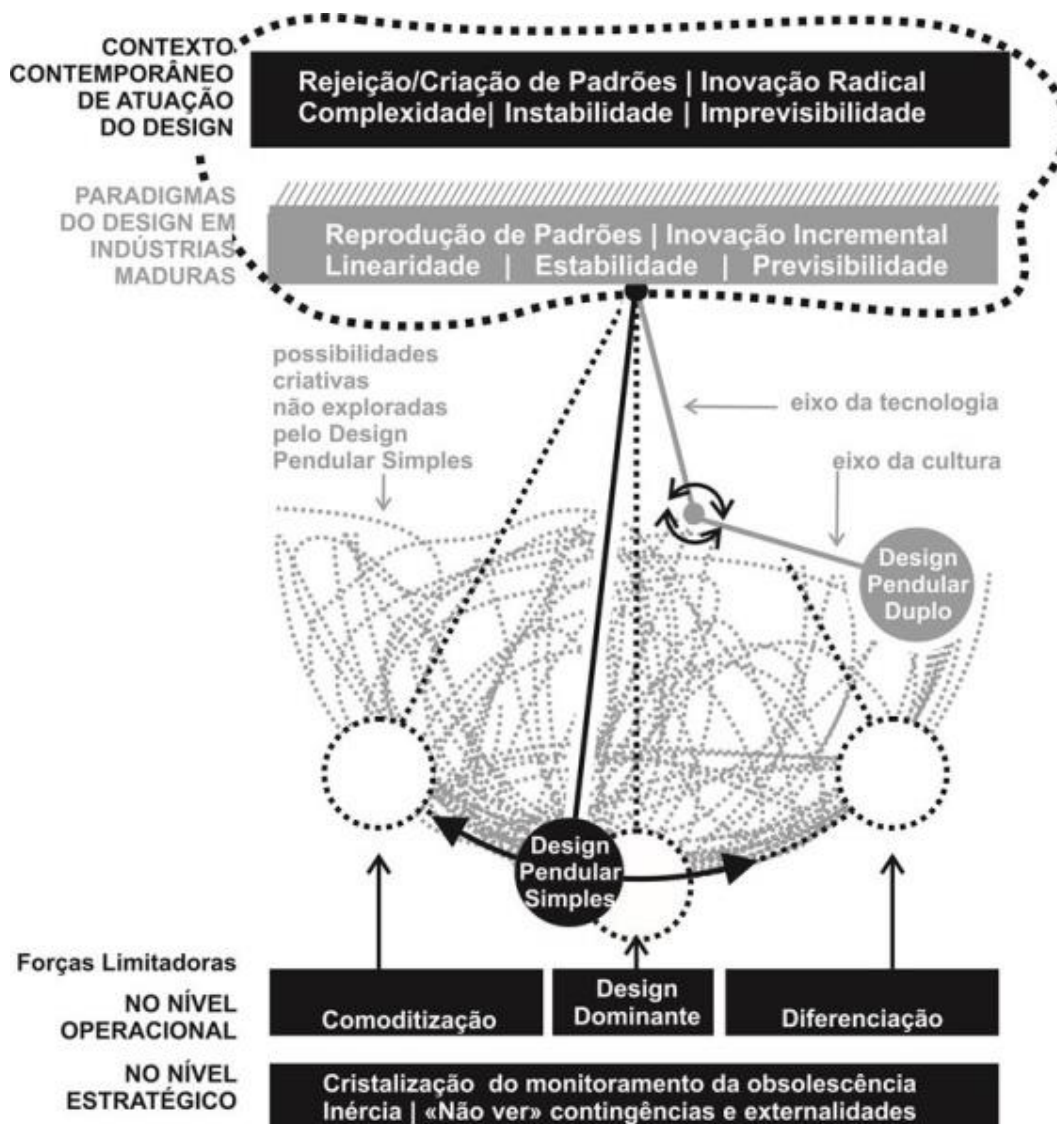 CONTEXTO
CONTEMPORÂNEO
DE ATUAÇÃO
DO DESIGN
Rejeição/Criação de Padrões | Inovação Radical
Complexidade| Instabilidade | Imprevisibilidade
PARADIGMAS
DO DESIGN EM
INDÚSTRIAS
MADURAS
Reprodução de Padrões | Inovação Incremental
Linearidade | Estabilidade | Previsibilidade
possibilidades
criativas
não exploradas
pelo Design
Pendular Simples
eixo da tecnologia
eixo da cultura
Design
Pendular
Duplo
Design
Pendular
Simples
Forças Limitadoras
NO NÍVEL
OPERACIONAL
Comoditização
Design
Dominante
Diferenciação
NO NÍVEL
ESTRATÉGICO
Cristalização do monitoramento da obsolescência
Inércia | «Não ver» contingências e externalidades